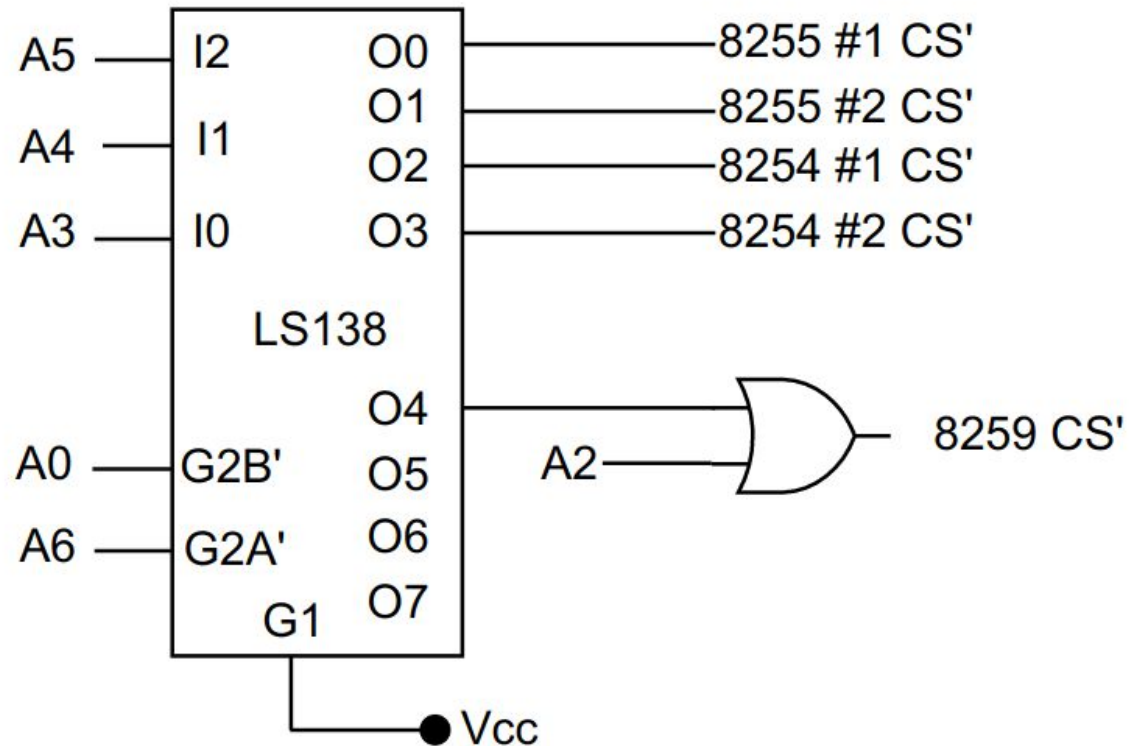 A5 I2 O0 8255 #1 CS'
O1 8255 #2 CS'
A4 I1 O2 8254 #1 CS'
A3 I0 O3 8254 #2 CS'
LS138
O4
8259 CS'
A2
A0 G2B' O5
A6 G2A' O6
O7
G1
Vcc